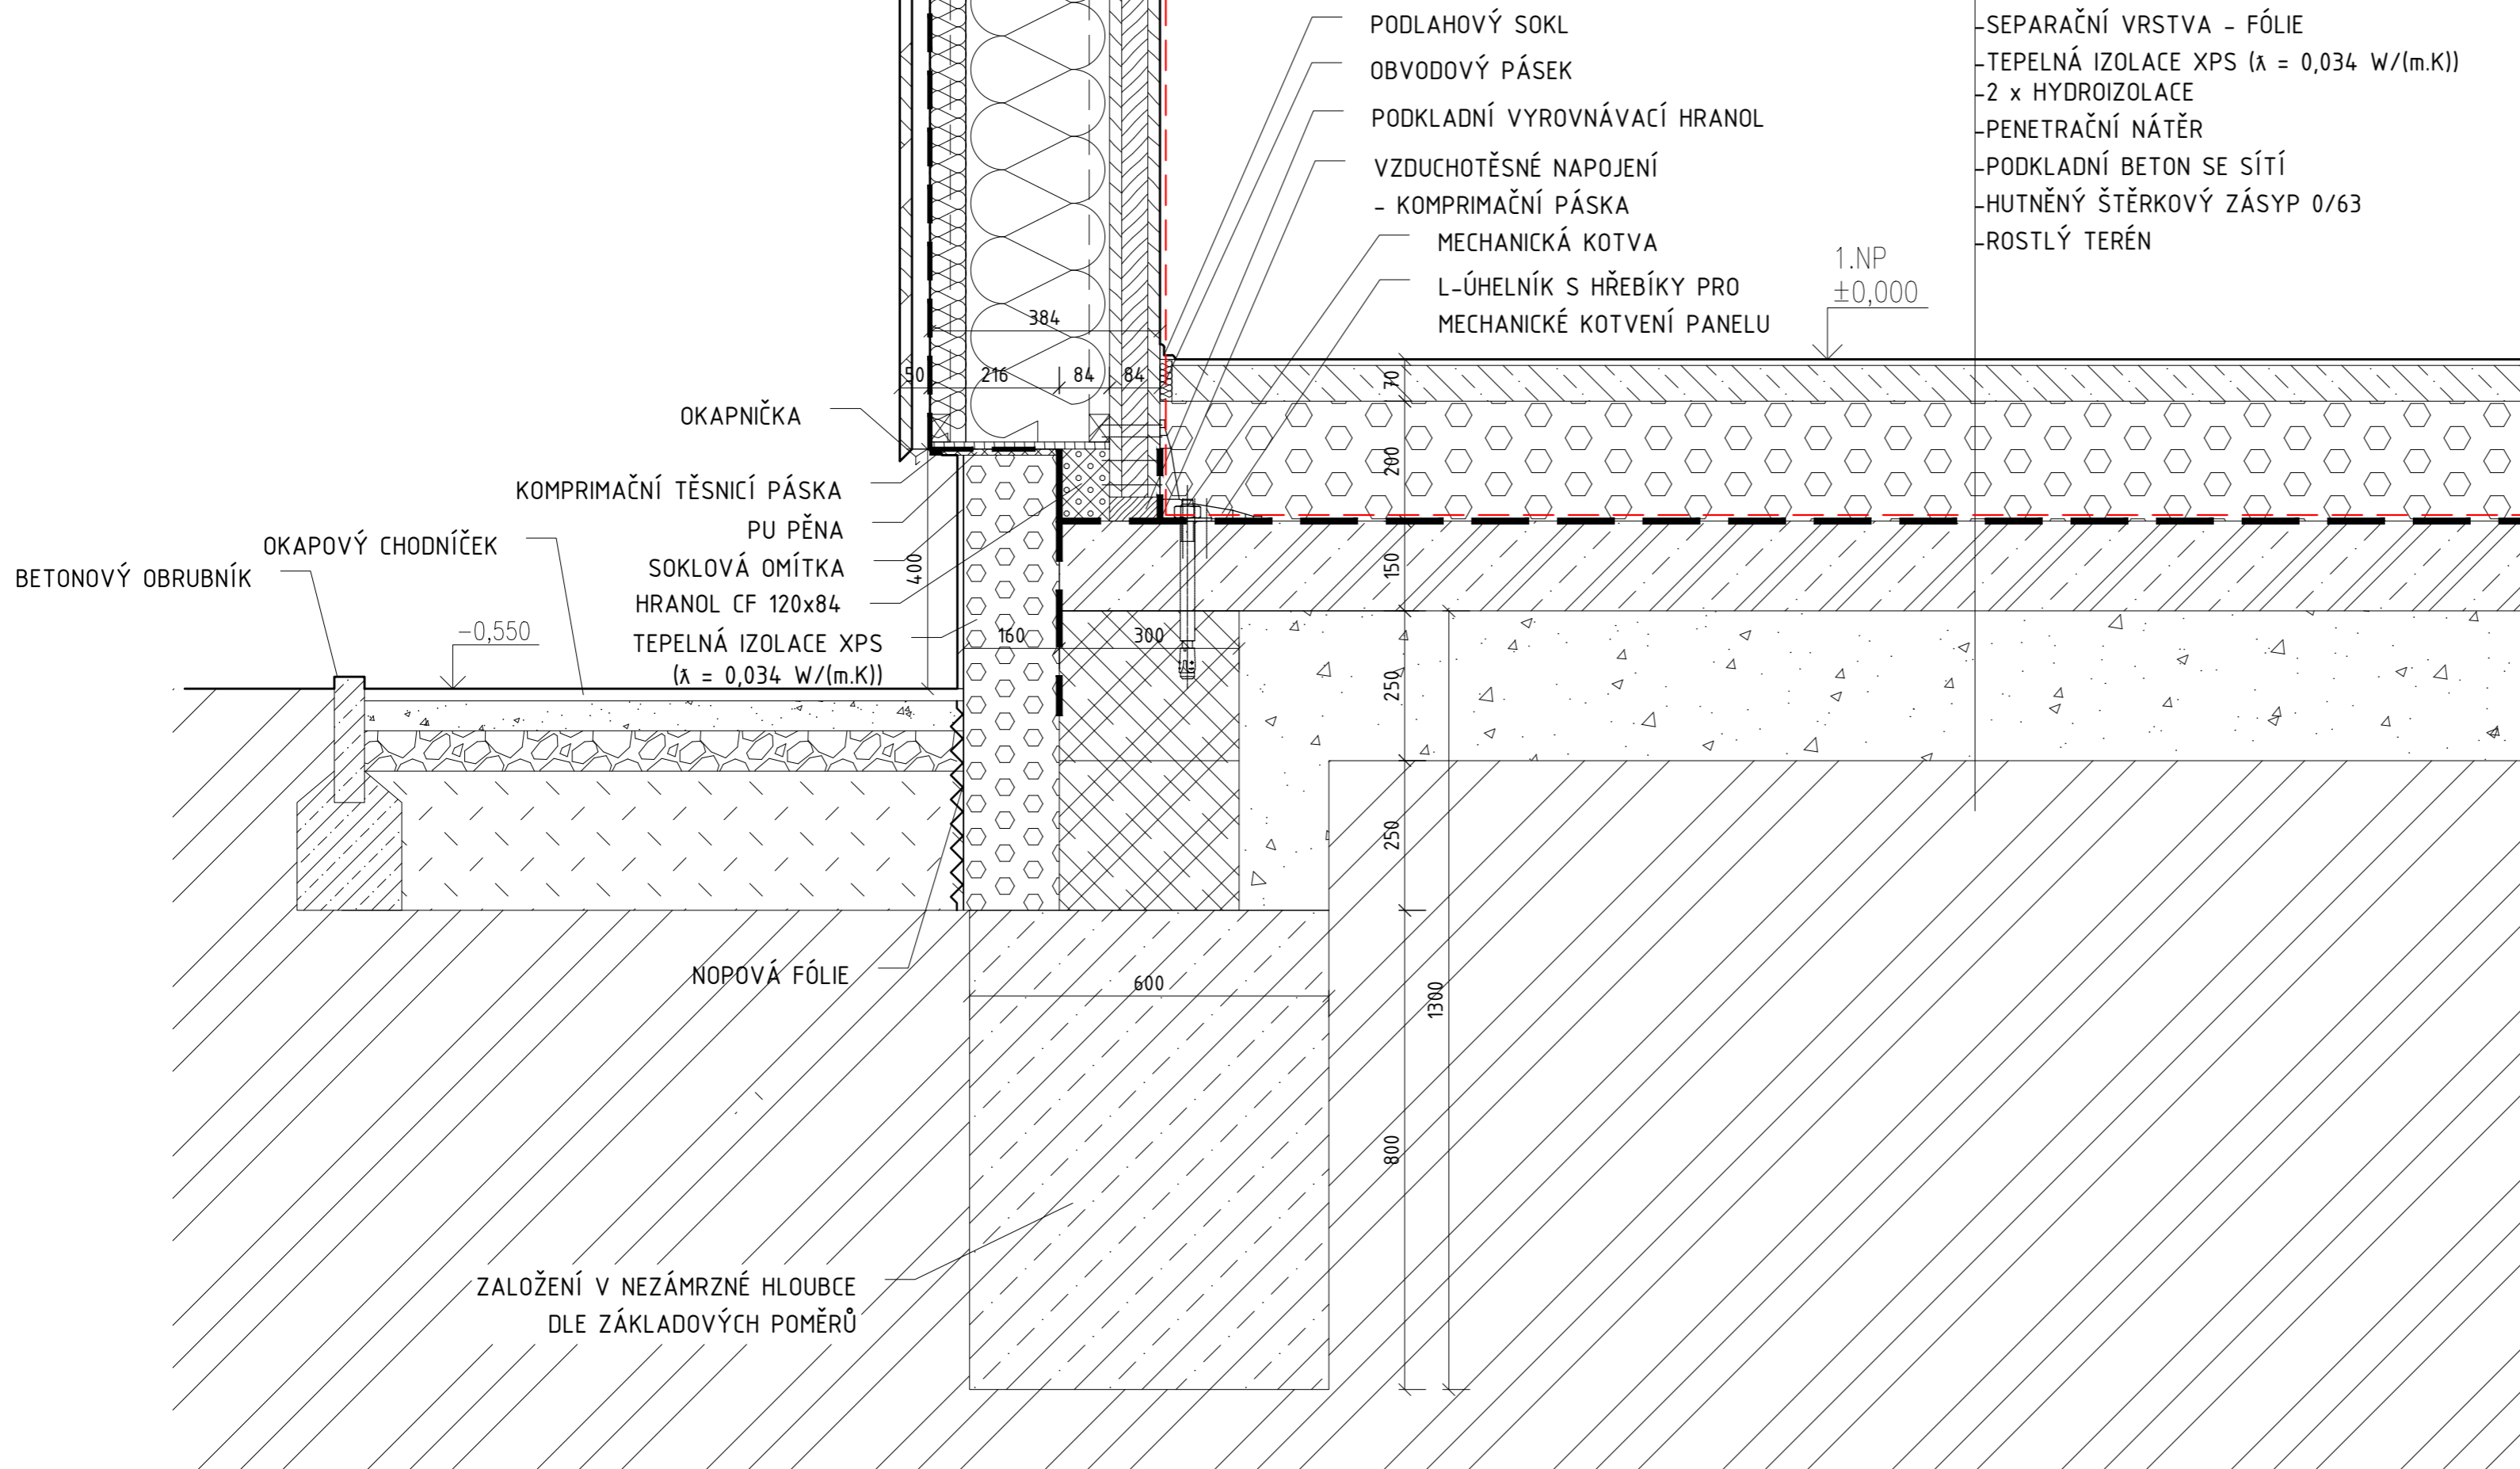 PODLAHOVÝ SOKL
OBVODOVÝ PÁSEK
PODKLADNÍ VYROVNÁVACÍ HRANOL
VZDUCHOTĚSNÉ NAPOJENÍ
- KOMPRIMAČNÍ PÁSKA
MECHANICKÁ KOTVA
L-ÚHELNÍK S HŘEBÍKY PRO
MECHANICKÉ KOTVENÍ PANELU
SEPARAČNÍ VRSTVA - FÓLIE
TEPELNÁ IZOLACE XPS (λ = 0,034 W/(m.K))
2 x HYDROIZOLACE
PENETRAČNÍ NÁTĚR
PODKLADNÍ BETON SE SÍTÍ
HUTNĚNÝ ŠTĚRKOVÝ ZÁSYP 0/63
ROSTLÝ TERÉN
1.NP
±0,000
384
50
216
84
84
70
200
150
250
250
800
1300
OKAPNIČKA
KOMPRIMAČNÍ TĚSNICÍ PÁSKA
PU PĚNA
SOKLOVÁ OMÍTKA
HRANOL CF 120x84
TEPELNÁ IZOLACE XPS
(λ = 0,034 W/(m.K))
400
160
300
OKAPOVÝ CHODNÍČEK
BETONOVÝ OBRUBNÍK
-0,550
NOPOVÁ FÓLIE
600
ZALOŽENÍ V NEZÁMRZNÉ HLOUBCE
DLE ZÁKLADOVÝCH POMĚRŮ